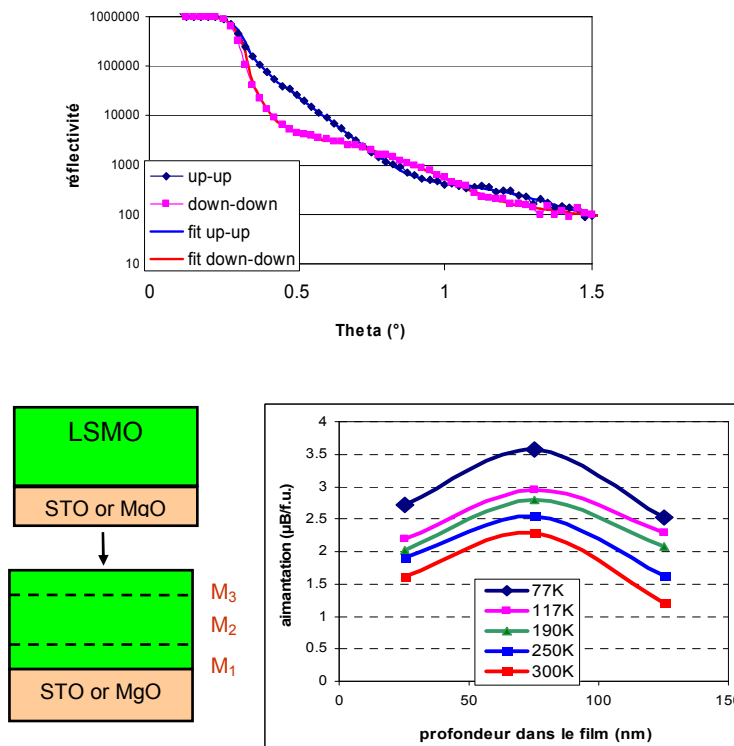 1000000
100000
10000
1000
100
10
réflectivité
up-up
down-down
fit up-up
fit down-down
0
0.5
1
1.5
Theta (°)
LSMO
STO or MgO
M3
M2
M1
STO or MgO
4
3.5
3
2.5
2
1.5
1
0.5
0
aimantation (µB/f.u.)
77K
117K
190K
250K
300K
0
50
100
150
profondeur dans le film (nm)